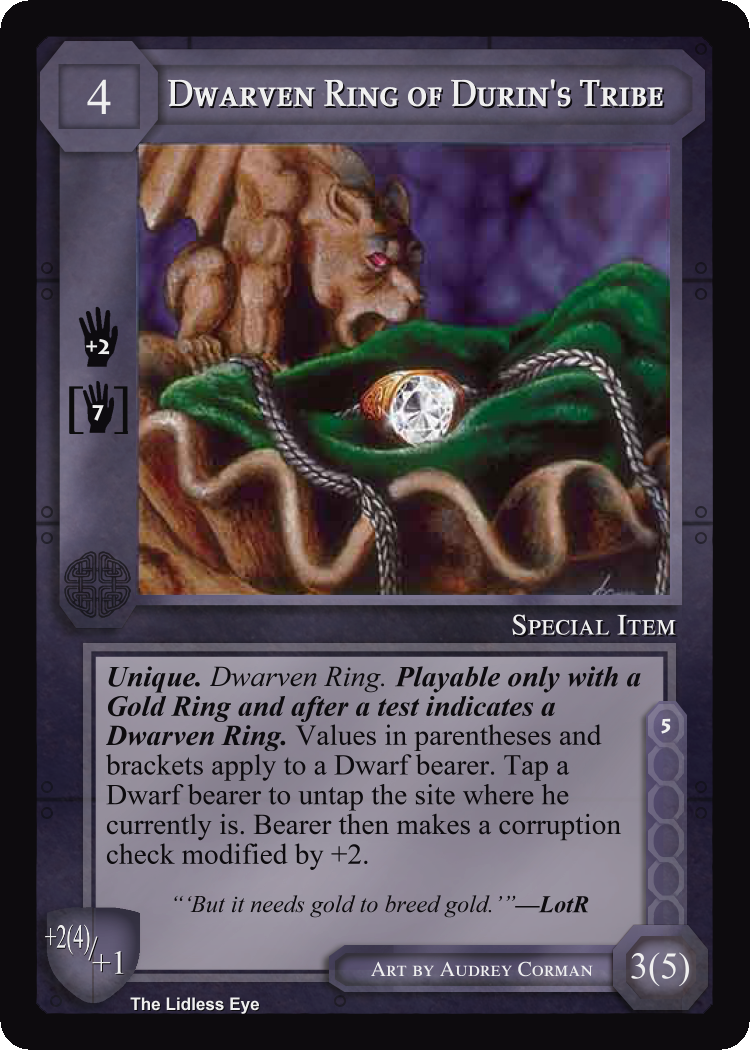 4
Dwarven Ring of Durin's Tribe
+2
[7]
Special Item
Unique. Dwarven Ring. Playable only with a
Gold Ring and after a test indicates a
Dwarven Ring. Values in parentheses and
brackets apply to a Dwarf bearer. Tap a
Dwarf bearer to untap the site where he
currently is. Bearer then makes a corruption
check modified by +2.
5
“‘But it needs gold to breed gold.’”—LotR
+2(4)/+1
Art by Audrey Corman
3(5)
The Lidless Eye